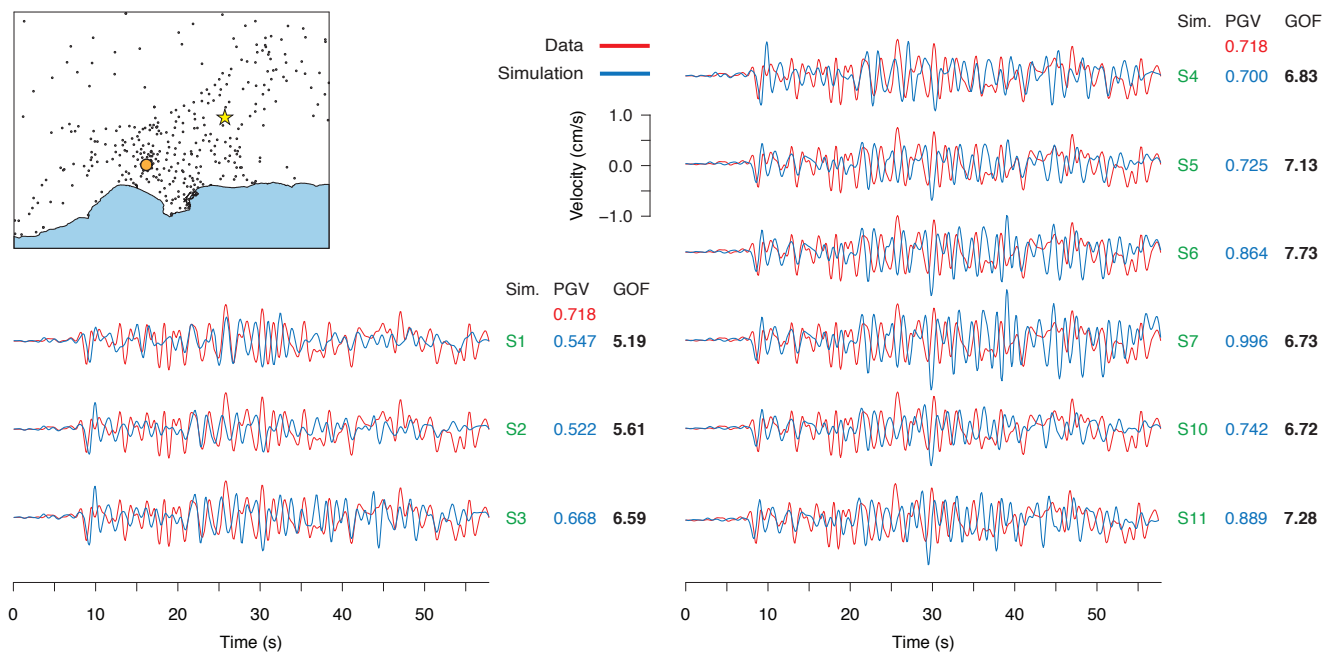 Data
Simulation
1.0
0.0
−1.0
Velocity (cm/s)
Sim. PGV GOF
0.718
S1 0.547 5.19
S2 0.522 5.61
S3 0.668 6.59
0 10 20 30 40 50
Time (s)
Sim. PGV GOF
0.718
S4 0.700 6.83
S5 0.725 7.13
S6 0.864 7.73
S7 0.996 6.73
S10 0.742 6.72
S11 0.889 7.28
0 10 20 30 40 50
Time (s)